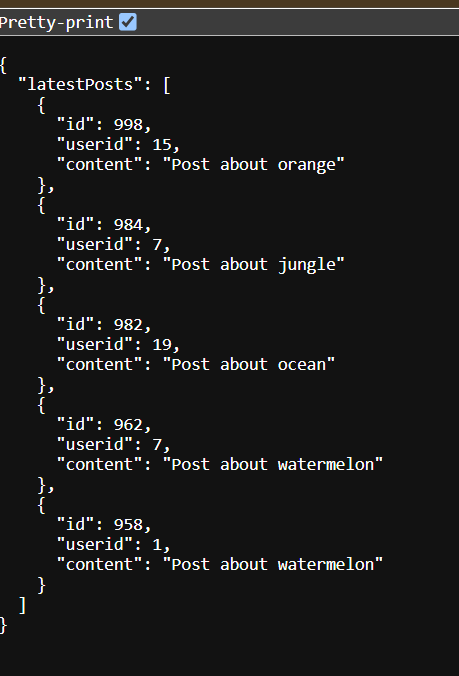 Pretty-print
{
  "latestPosts": [
    {
      "id": 998,
      "userid": 15,
      "content": "Post about orange"
    },
    {
      "id": 984,
      "userid": 7,
      "content": "Post about jungle"
    },
    {
      "id": 982,
      "userid": 19,
      "content": "Post about ocean"
    },
    {
      "id": 962,
      "userid": 7,
      "content": "Post about watermelon"
    },
    {
      "id": 958,
      "userid": 1,
      "content": "Post about watermelon"
    }
  ]
}